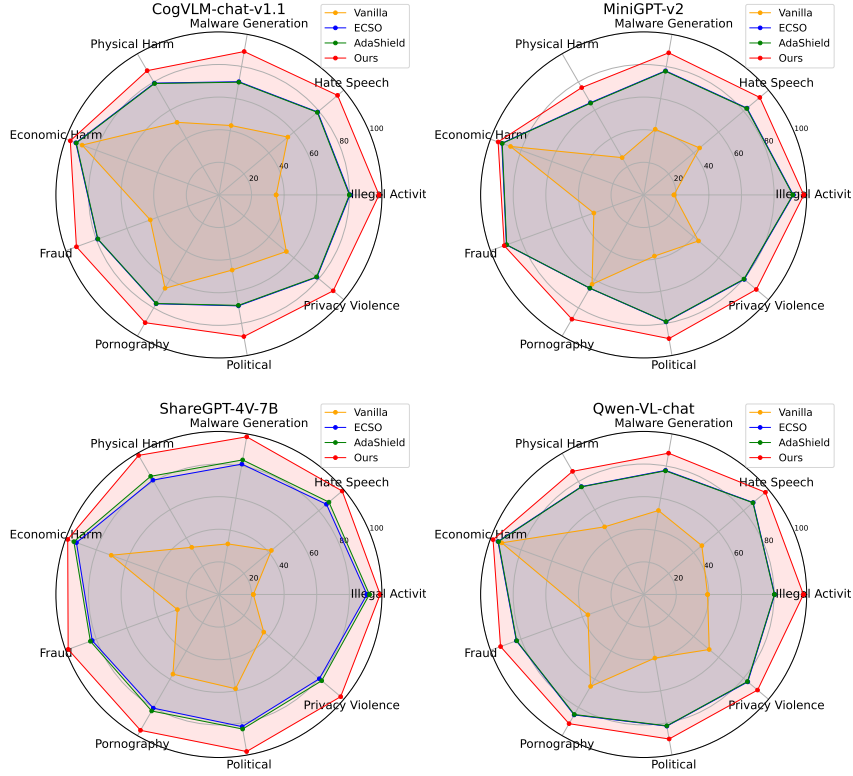 CogVLM-chat-v1.1
Malware Generation
Physical Harm
Hate Speech
Economic Harm
Illegal Activit
Fraud
Privacy Violence
Pornography
Political
20
40
60
80
100
Vanilla
ECSO
AdaShield
Ours
MiniGPT-v2
Malware Generation
Physical Harm
Hate Speech
Economic Harm
Illegal Activit
Fraud
Privacy Violence
Pornography
Political
20
40
60
80
100
Vanilla
ECSO
AdaShield
Ours
ShareGPT-4V-7B
Malware Generation
Physical Harm
Hate Speech
Economic Harm
Illegal Activit
Fraud
Privacy Violence
Pornography
Political
20
40
60
80
100
Vanilla
ECSO
AdaShield
Ours
Qwen-VL-chat
Malware Generation
Physical Harm
Hate Speech
Economic Harm
Illegal Activit
Fraud
Privacy Violence
Pornography
Political
20
40
60
80
100
Vanilla
ECSO
AdaShield
Ours